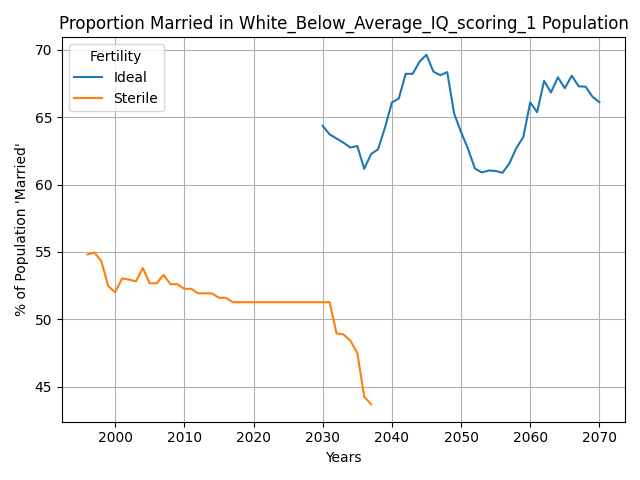 Proportion Married in White_Below_Average_IQ_scoring_1 Population
Fertility
Ideal
Sterile
% of Population 'Married'
70
65
60
55
50
45
2000
2010
2020
2030
2040
2050
2060
2070
Years